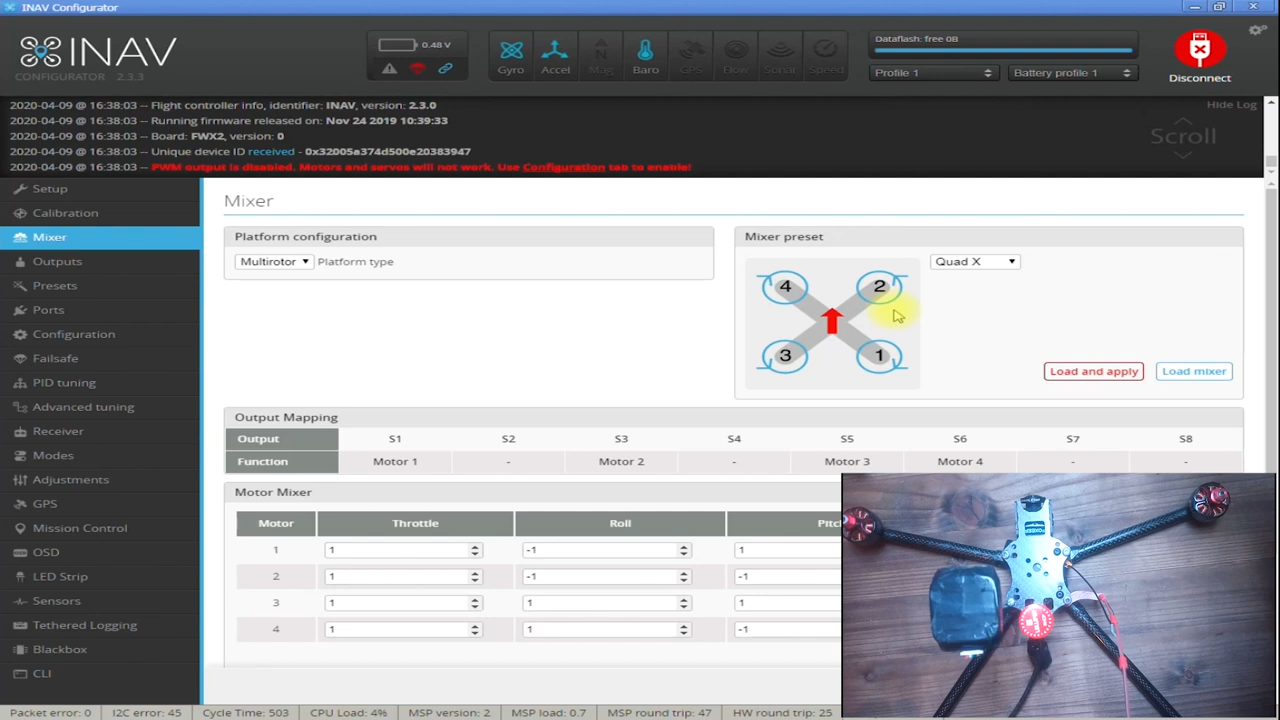 INAV Configurator
INAV
CONFIGURATOR 2.3.3
0.48 V
Gyro Accel Mag Baro GPS Flow Sonar Speed
Dataflash: free 0B
Profile 1 Battery profile 1
Disconnect
2020-04-09 @ 16:38:03 -- Flight controller info, identifier: INAV, version: 2.3.0
Hide Log
2020-04-09 @ 16:38:03 -- Running firmware released on: Nov 24 2019 10:39:33
2020-04-09 @ 16:38:03 -- Board: FWX2, version: 0
Scroll
2020-04-09 @ 16:38:03 -- Unique device ID received - 0x32005a374d500e20383947
2020-04-09 @ 16:38:03 -- PWM output is disabled. Motors and servos will not work. Use Configuration tab to enable!
Setup
Calibration
Mixer
Outputs
Presets
Ports
Configuration
Failsafe
PID tuning
Advanced tuning
Receiver
Modes
Adjustments
GPS
Mission Control
OSD
LED Strip
Sensors
Tethered Logging
Blackbox
CLI
Mixer
Platform configuration
Multirotor Platform type
Mixer preset
Quad X
4 2
3 1
Load and apply Load mixer
Output Mapping
Output S1 S2 S3 S4 S5 S6 S7 S8
Function Motor 1 - Motor 2 - Motor 3 Motor 4 - -
Motor Mixer
Motor Throttle Roll Pitc
1 1 -1 1
2 1 -1 -1
3 1 1 1
4 1 1 -1
Packet error: 0 I2C error: 45 Cycle Time: 503 CPU Load: 4% MSP version: 2 MSP load: 0.7 MSP round trip: 47 HW round trip: 25